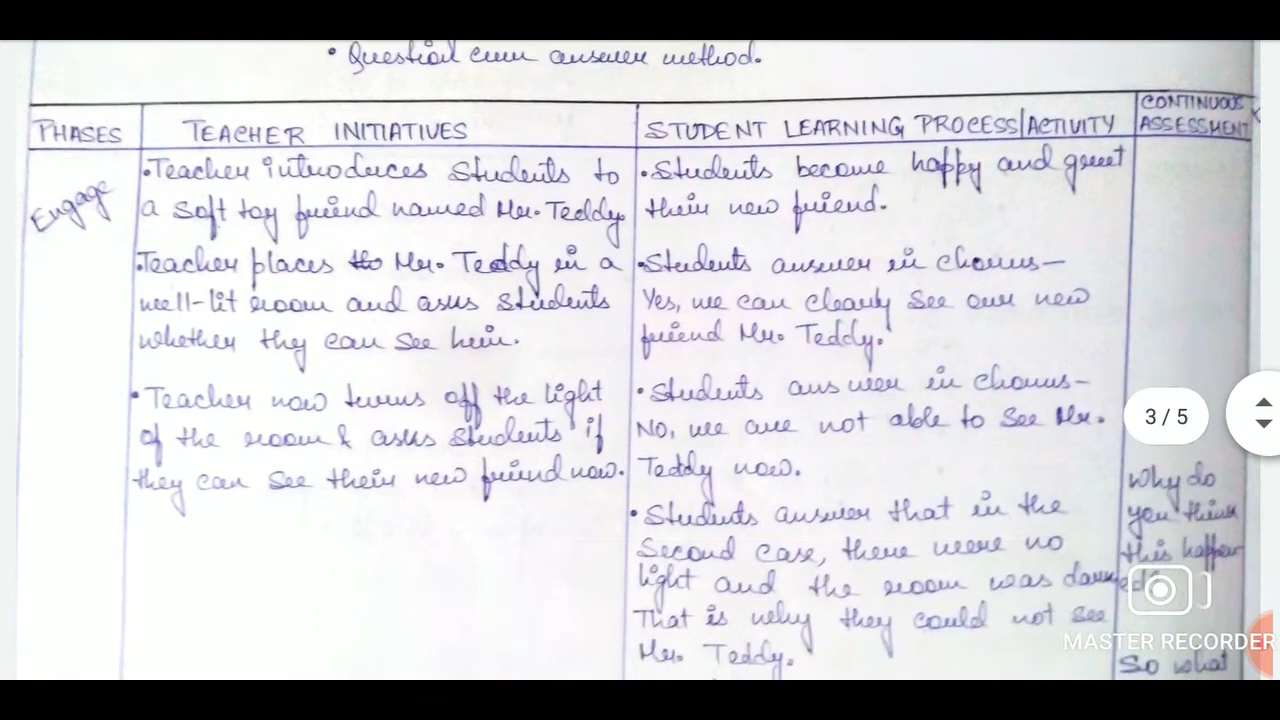 • Question cum answer method.
PHASES
TEACHER INITIATIVES
STUDENT LEARNING PROCESS/ACTIVITY
CONTINUOUS
ASSESSMENT
Engage
• Teacher introduces students to
a soft toy friend named Mr. Teddy.
• Teacher places Mr. Teddy in a
well-lit room and asks students
whether they can see him.
• Teacher now turns off the light
of the room & asks students if
they can see their new friend now.
• Students become happy and greet
their new friend.
• Students answer in chorus—
Yes, we can clearly see our new
friend Mr. Teddy.
• Students answer in chorus—
No, we are not able to see Mr.
Teddy now.
• Students answer that in the
second case, there were no
light and the room was dark
That is why they could not see
Mr. Teddy.
Why do
you think
this happen
ed?
So what
3/5
MASTER RECORDER